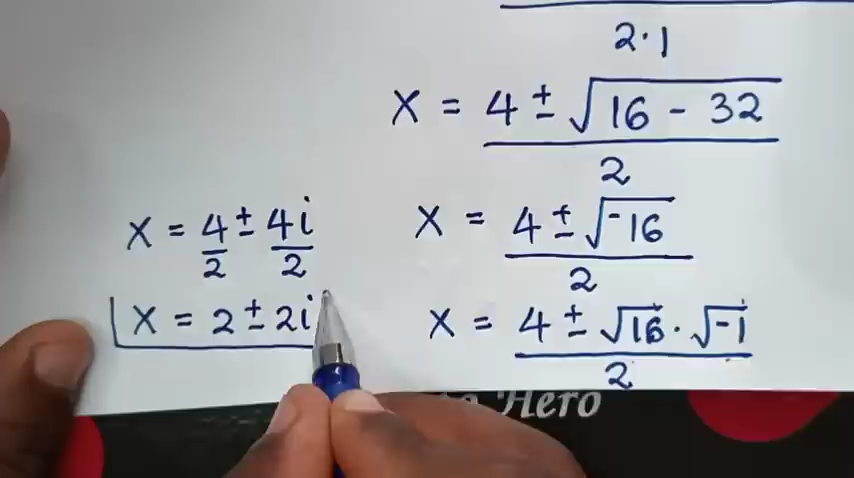 2·1
X = 4 ± √16 - 32
2
X = 4 ± √-16
2
X = 4 ± √16 · √-1
2
X = 4/2 ± 4i/2
X = 2 ± 2i
Hero